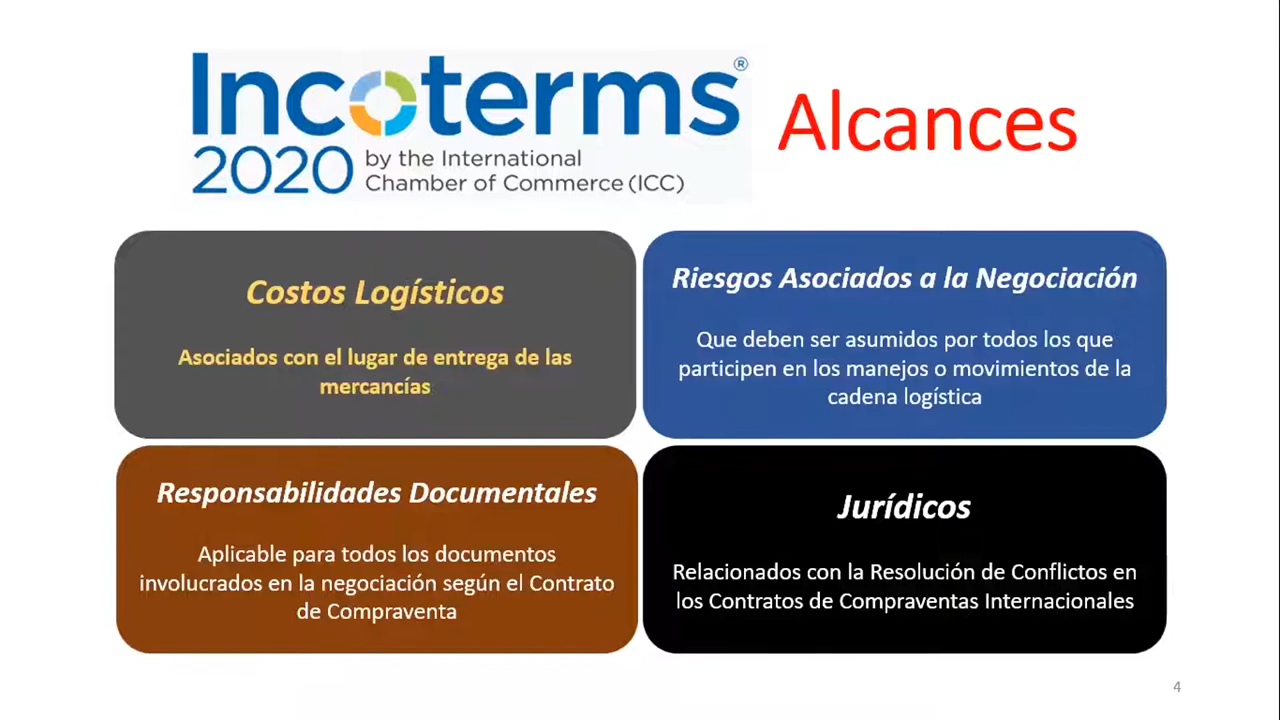 Incoterms®
2020 by the International
Chamber of Commerce (ICC)
Alcances
Costos Logísticos
Asociados con el lugar de entrega de las
mercancías
Riesgos Asociados a la Negociación
Que deben ser asumidos por todos los que
participen en los manejos o movimientos de la
cadena logística
Responsabilidades Documentales
Aplicable para todos los documentos
involucrados en la negociación según el Contrato
de Compraventa
Jurídicos
Relacionados con la Resolución de Conflictos en
los Contratos de Compraventas Internacionales
4